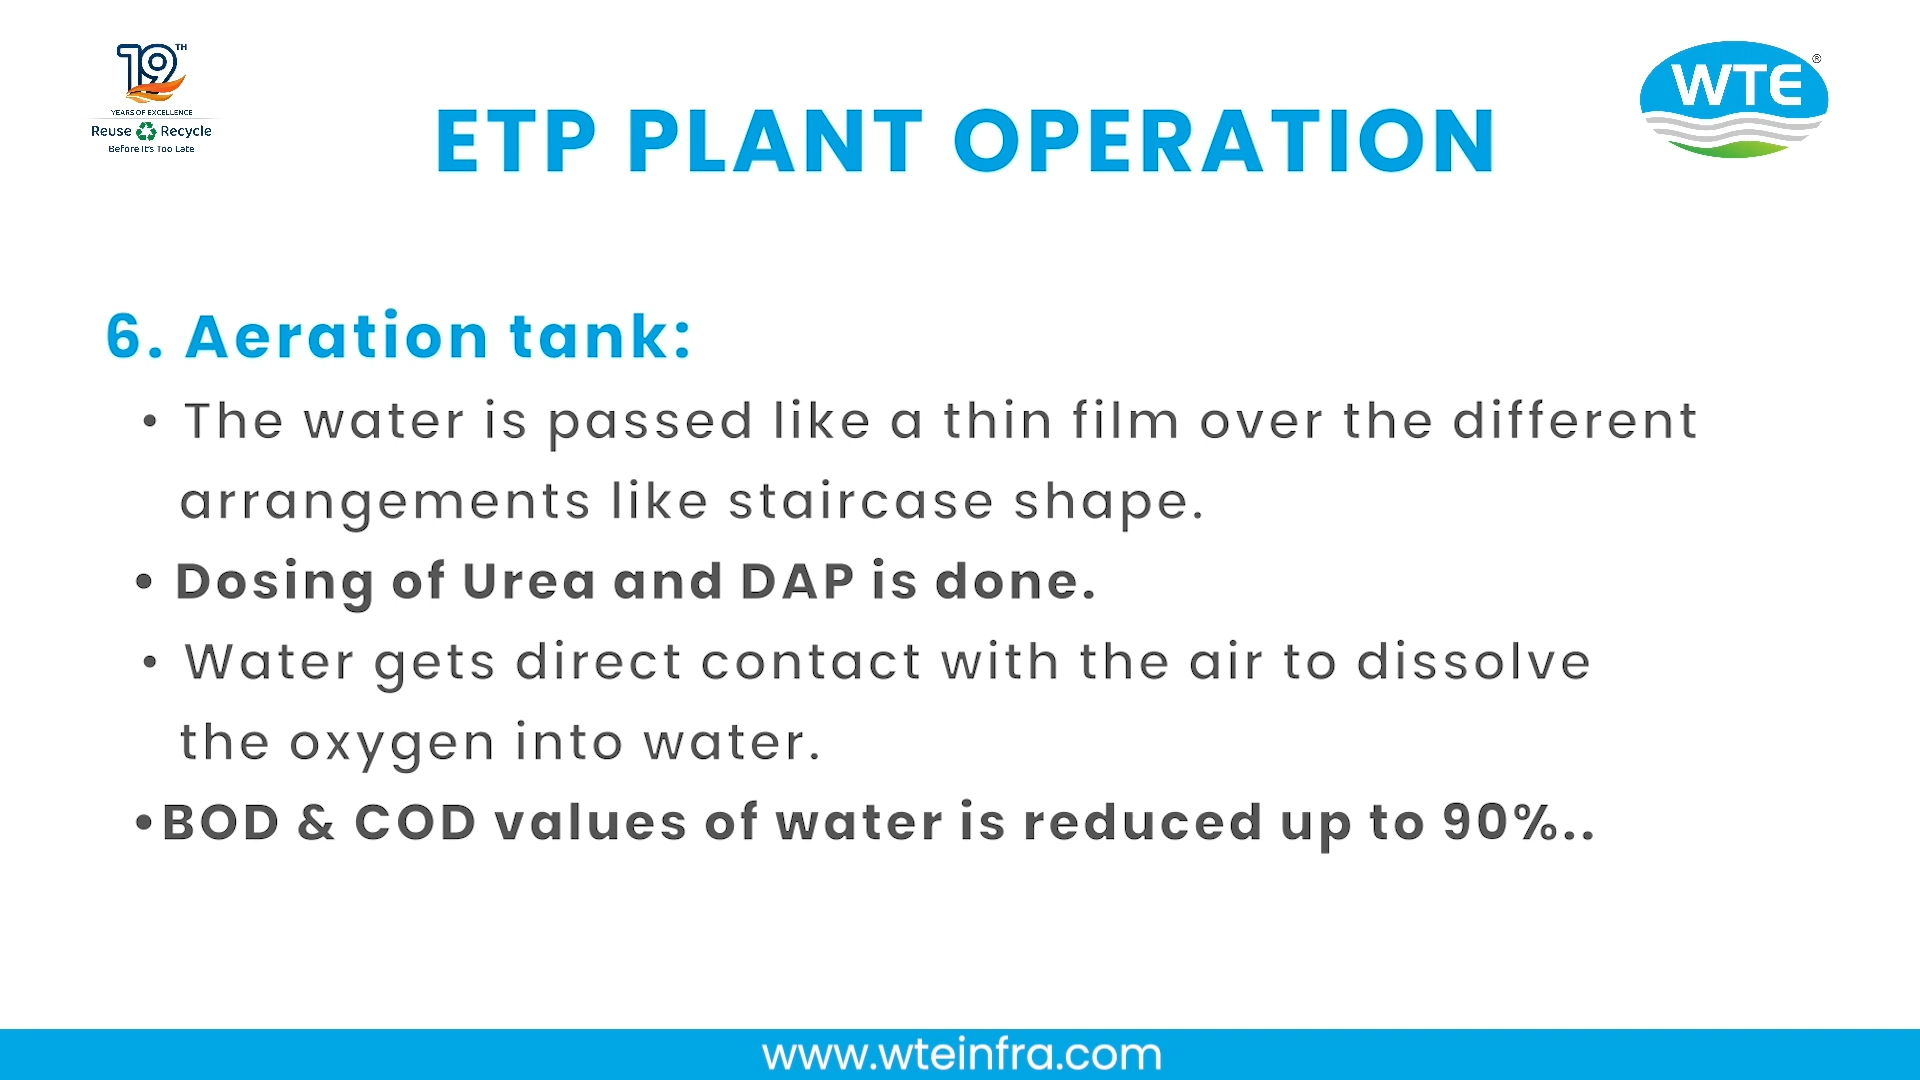 19TH
YEARS OF EXCELLENCE
Reuse Recycle
Before It's Too Late
WTE®
ETP PLANT OPERATION
6. Aeration tank:
• The water is passed like a thin film over the different
arrangements like staircase shape.
• Dosing of Urea and DAP is done.
• Water gets direct contact with the air to dissolve
the oxygen into water.
•BOD & COD values of water is reduced up to 90%..
www.wteinfra.com